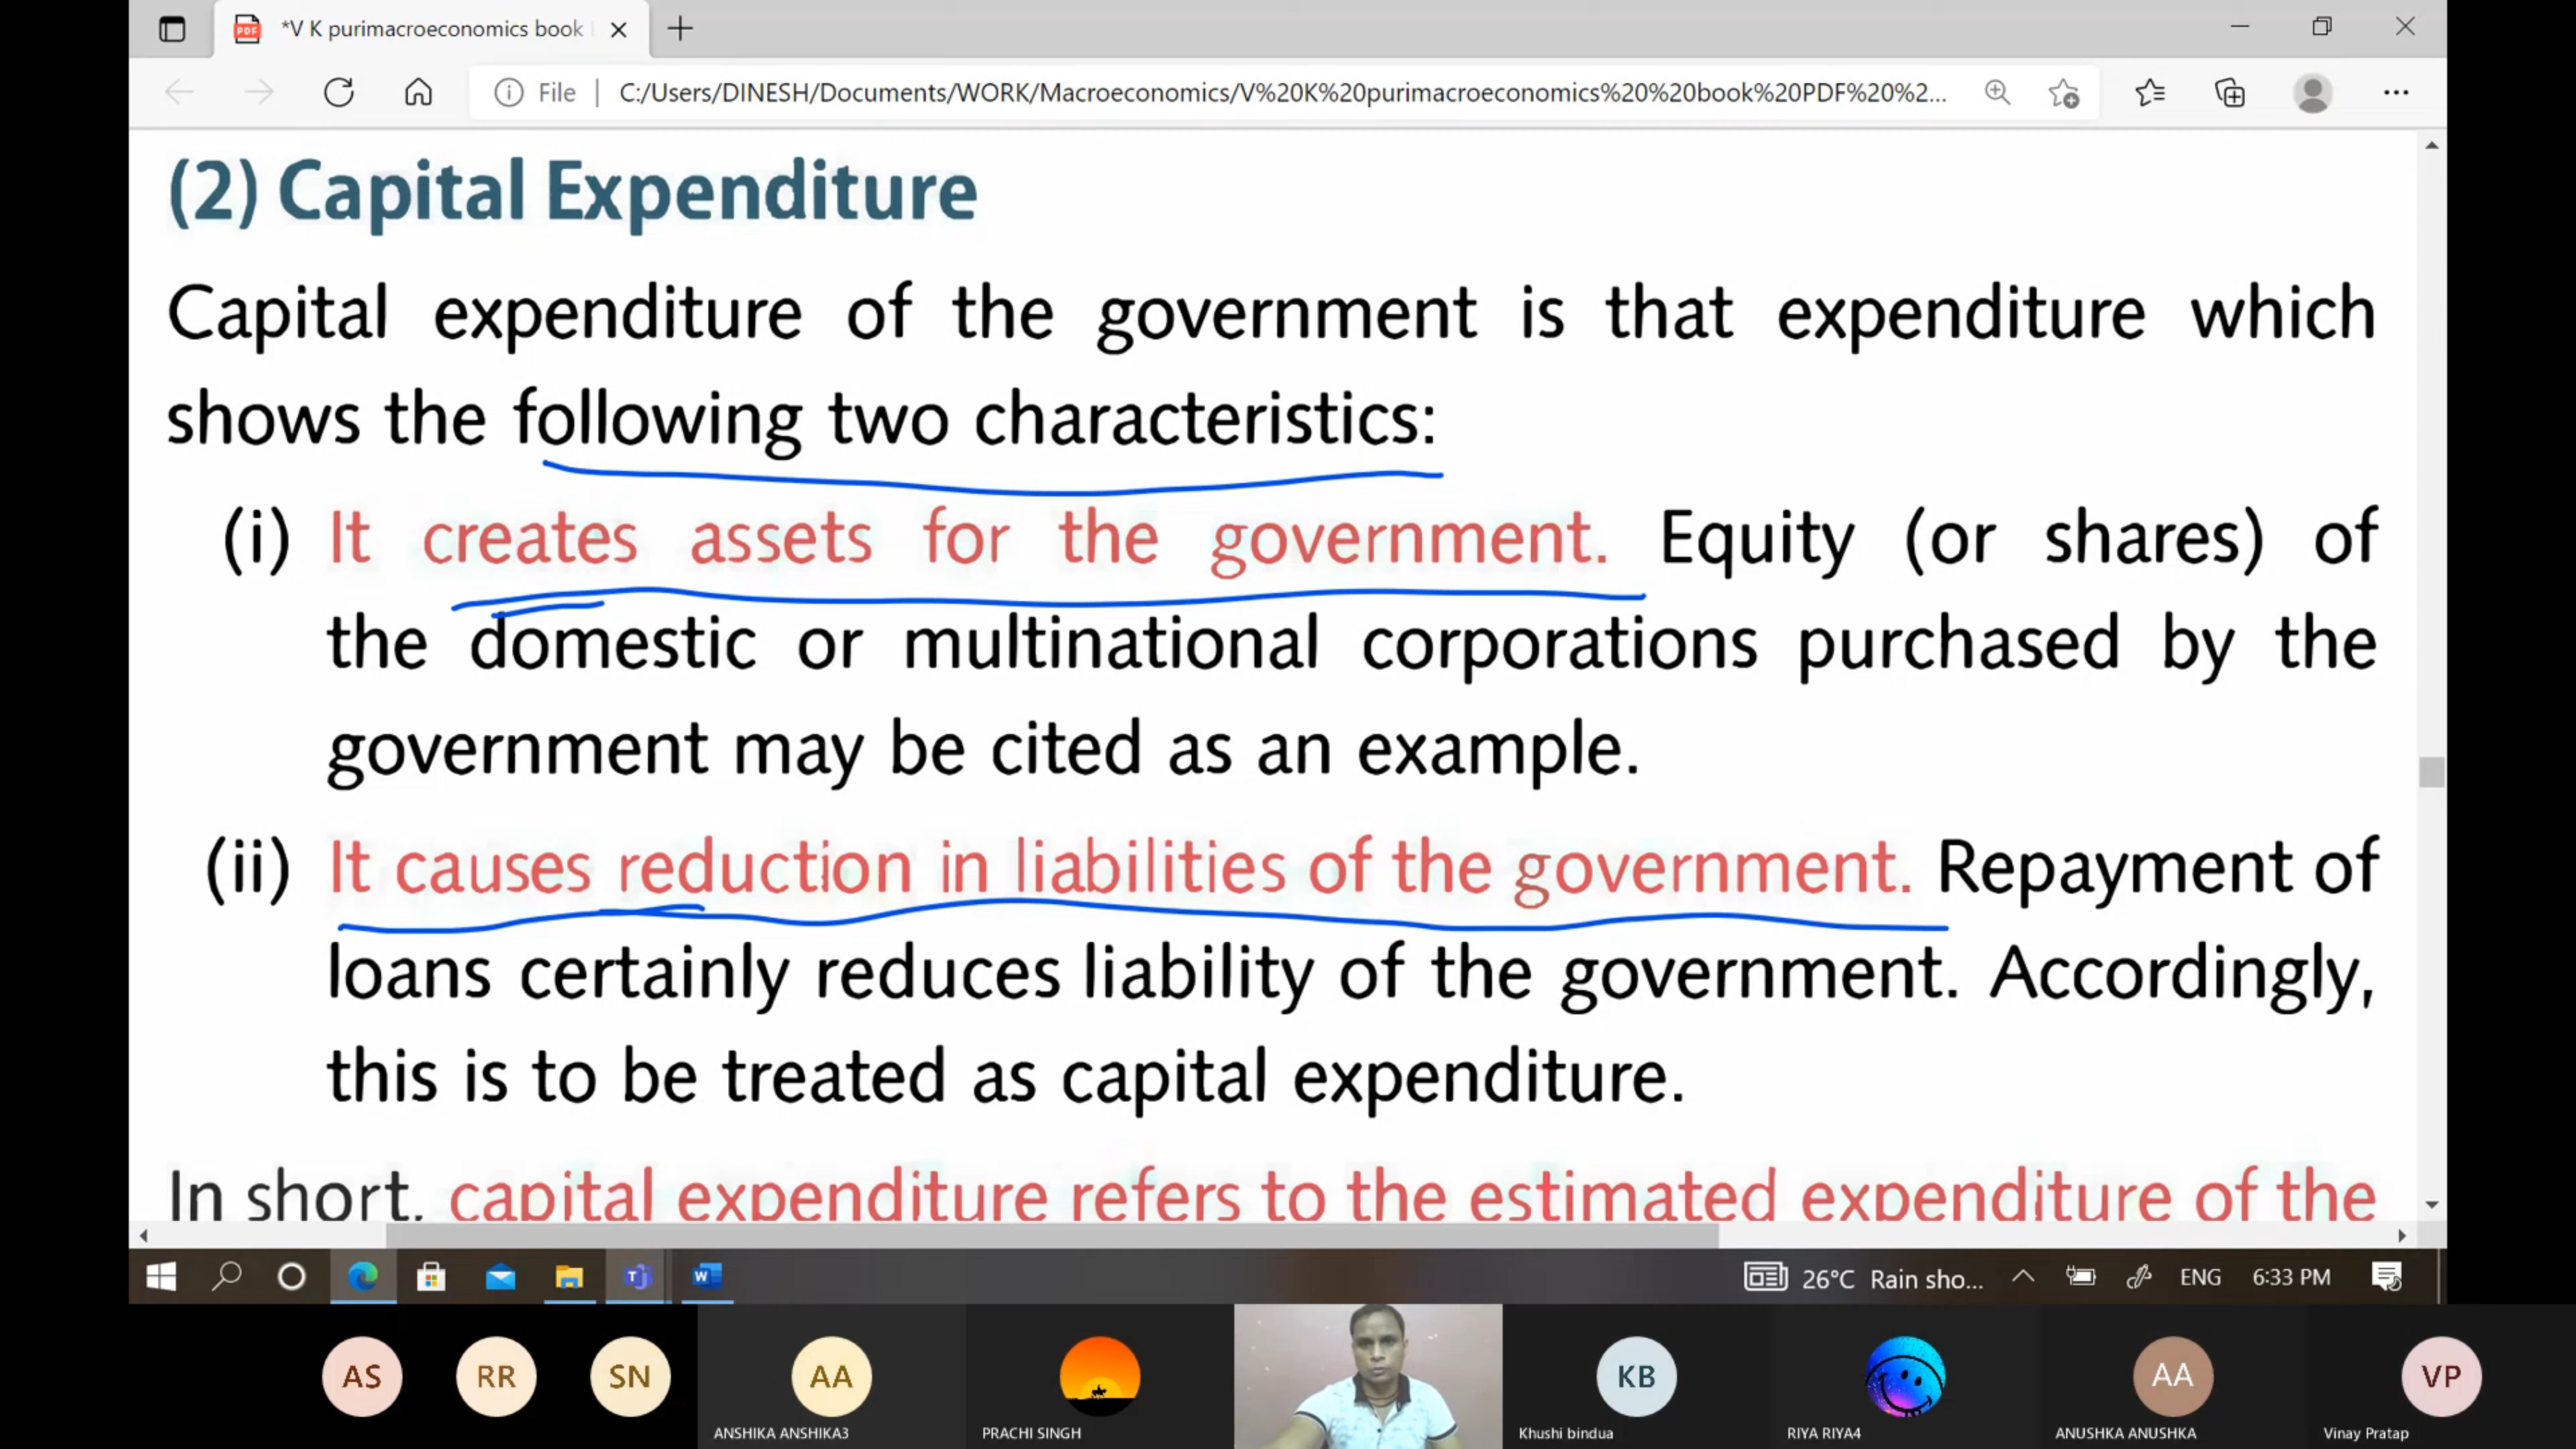 *V K purimacroeconomics book
File | C:/Users/DINESH/Documents/WORK/Macroeconomics/V%20K%20purimacroeconomics%20%20book%20PDF%20%2...
(2) Capital Expenditure
Capital expenditure of the government is that expenditure which
shows the following two characteristics:
(i) It creates assets for the government. Equity (or shares) of
the domestic or multinational corporations purchased by the
government may be cited as an example.
(ii) It causes reduction in liabilities of the government. Repayment of
loans certainly reduces liability of the government. Accordingly,
this is to be treated as capital expenditure.
In short, capital expenditure refers to the estimated expenditure of the
26°C Rain sho... ENG 6:33 PM
AS RR SN AA KB AA VP
ANSHIKA ANSHIKA3 PRACHI SINGH Khushi bindua RIYA RIYA4 ANUSHKA ANUSHKA Vinay Pratap